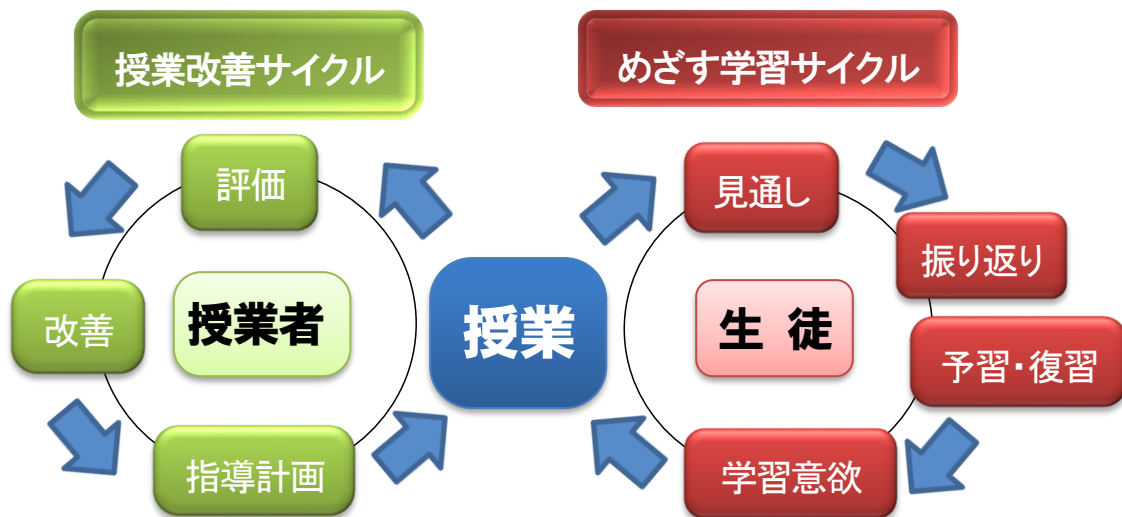 授業改善サイクル
めざす学習サイクル
評価
改善
授業者
指導計画
授業
見通し
振り返り
生 徒
予習・復習
学習意欲